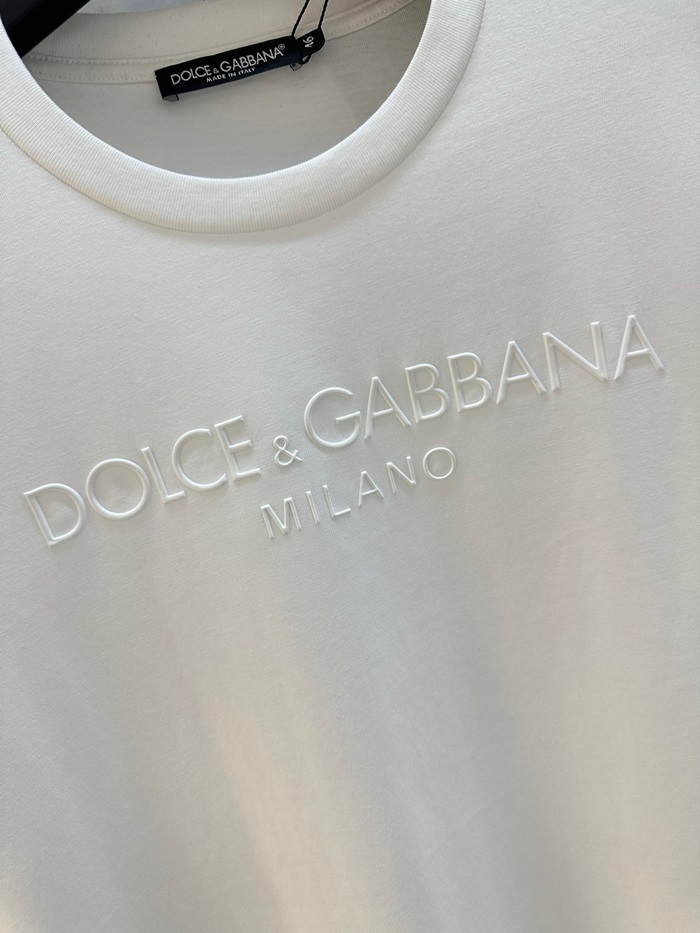 DOLCE & GABBANA®
MADE IN ITALY
46
DOLCE & GABBANA
MILANO